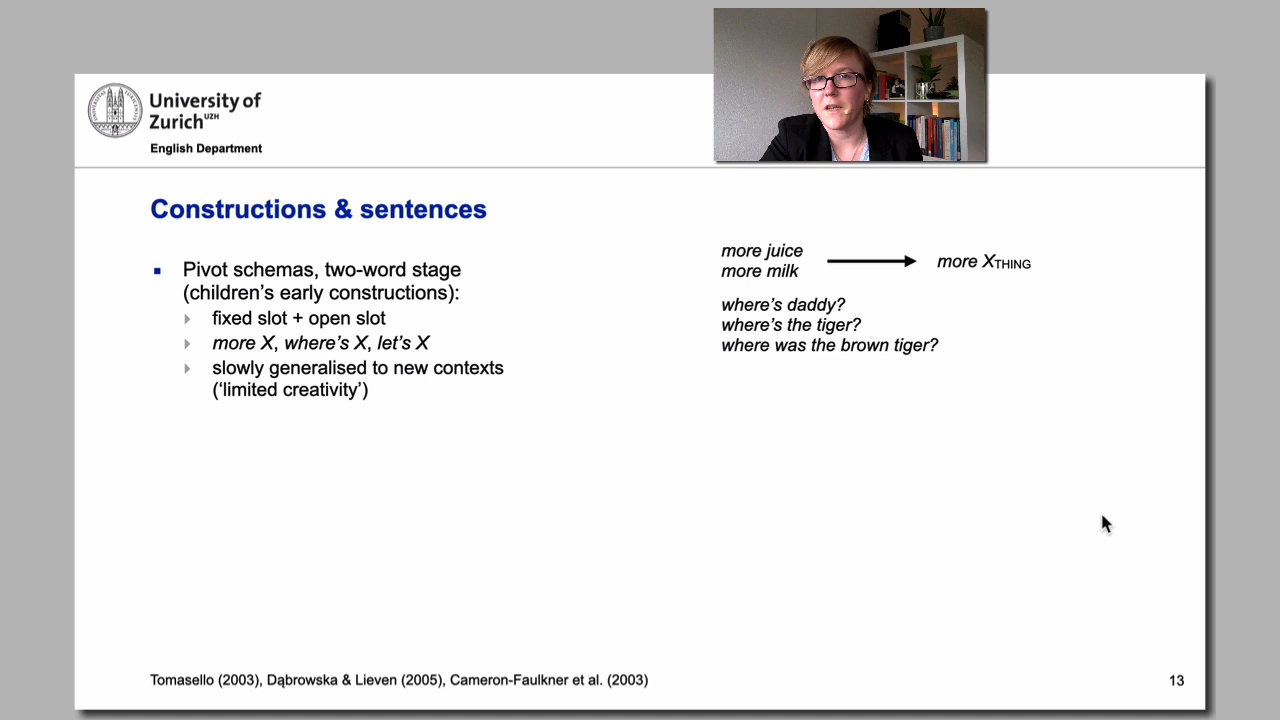 University of
Zurich UZH
English Department
Constructions & sentences
Pivot schemas, two-word stage
(children's early constructions):
fixed slot + open slot
more X, where's X, let's X
slowly generalised to new contexts
('limited creativity')
more juice
more milk
more XTHING
where's daddy?
where's the tiger?
where was the brown tiger?
Tomasello (2003), Dąbrowska & Lieven (2005), Cameron-Faulkner et al. (2003)
13